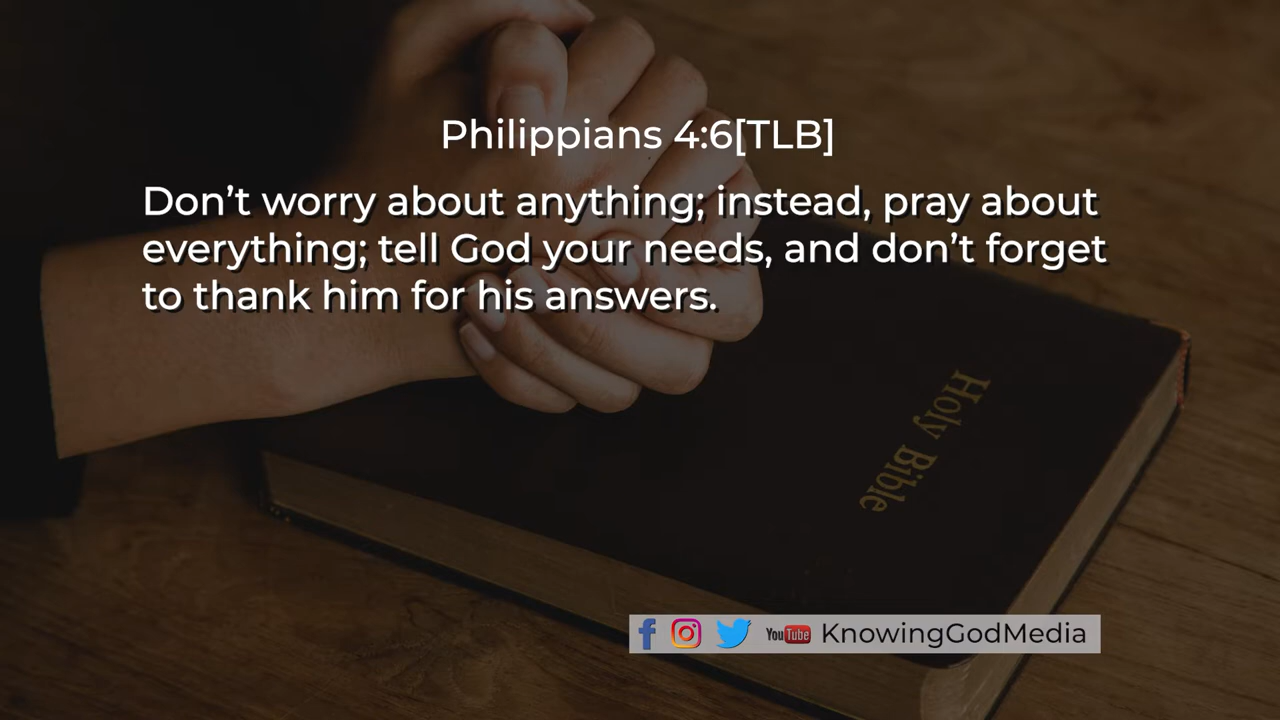 Philippians 4:6[TLB]
Don’t worry about anything; instead, pray about
everything; tell God your needs, and don’t forget
to thank him for his answers.
Holy Bible
f YouTube KnowingGodMedia